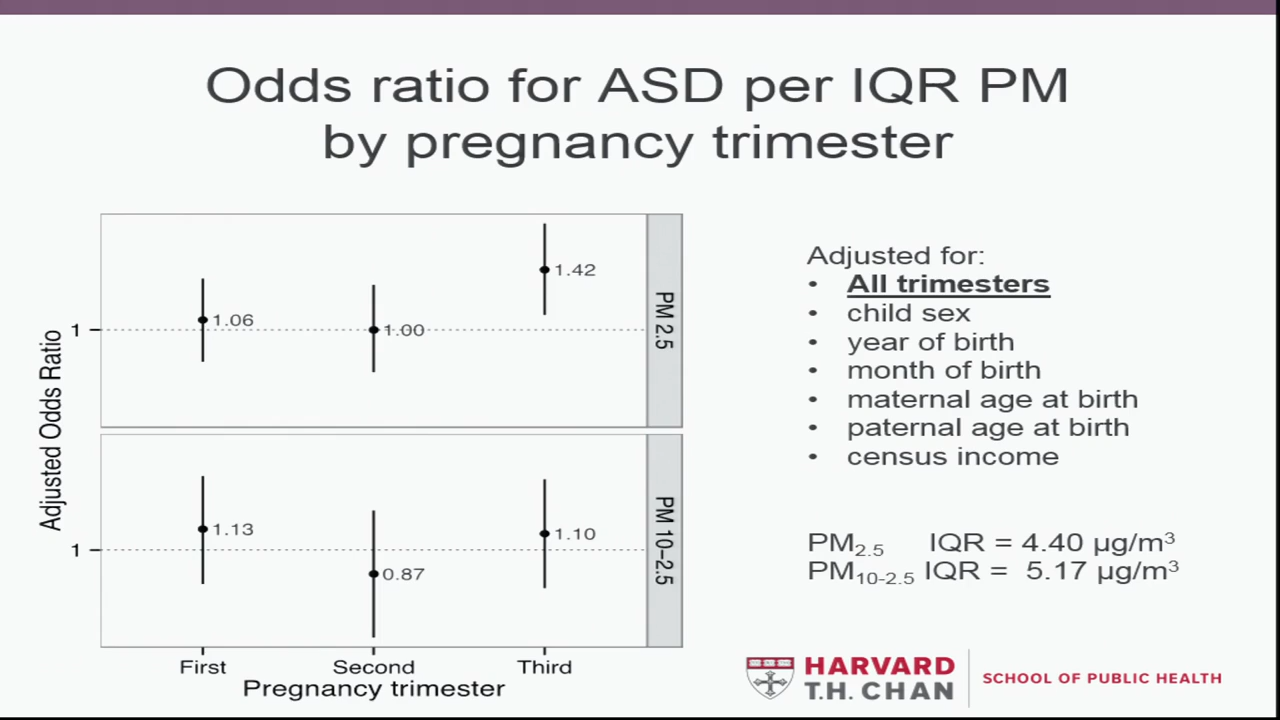 Odds ratio for ASD per IQR PM
by pregnancy trimester
Adjusted Odds Ratio
1
1.06
1.00
1.42
PM 2.5
1
1.13
0.87
1.10
PM 10−2.5
First
Second
Third
Pregnancy trimester
Adjusted for:
• All trimesters
• child sex
• year of birth
• month of birth
• maternal age at birth
• paternal age at birth
• census income
PM2.5 IQR = 4.40 µg/m³
PM10-2.5 IQR = 5.17 µg/m³
HARVARD
T.H. CHAN
SCHOOL OF PUBLIC HEALTH